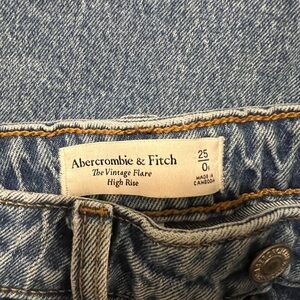 Abercrombie & Fitch
The Vintage Flare
High Rise
25
0
MADE IN
CAMBODIA